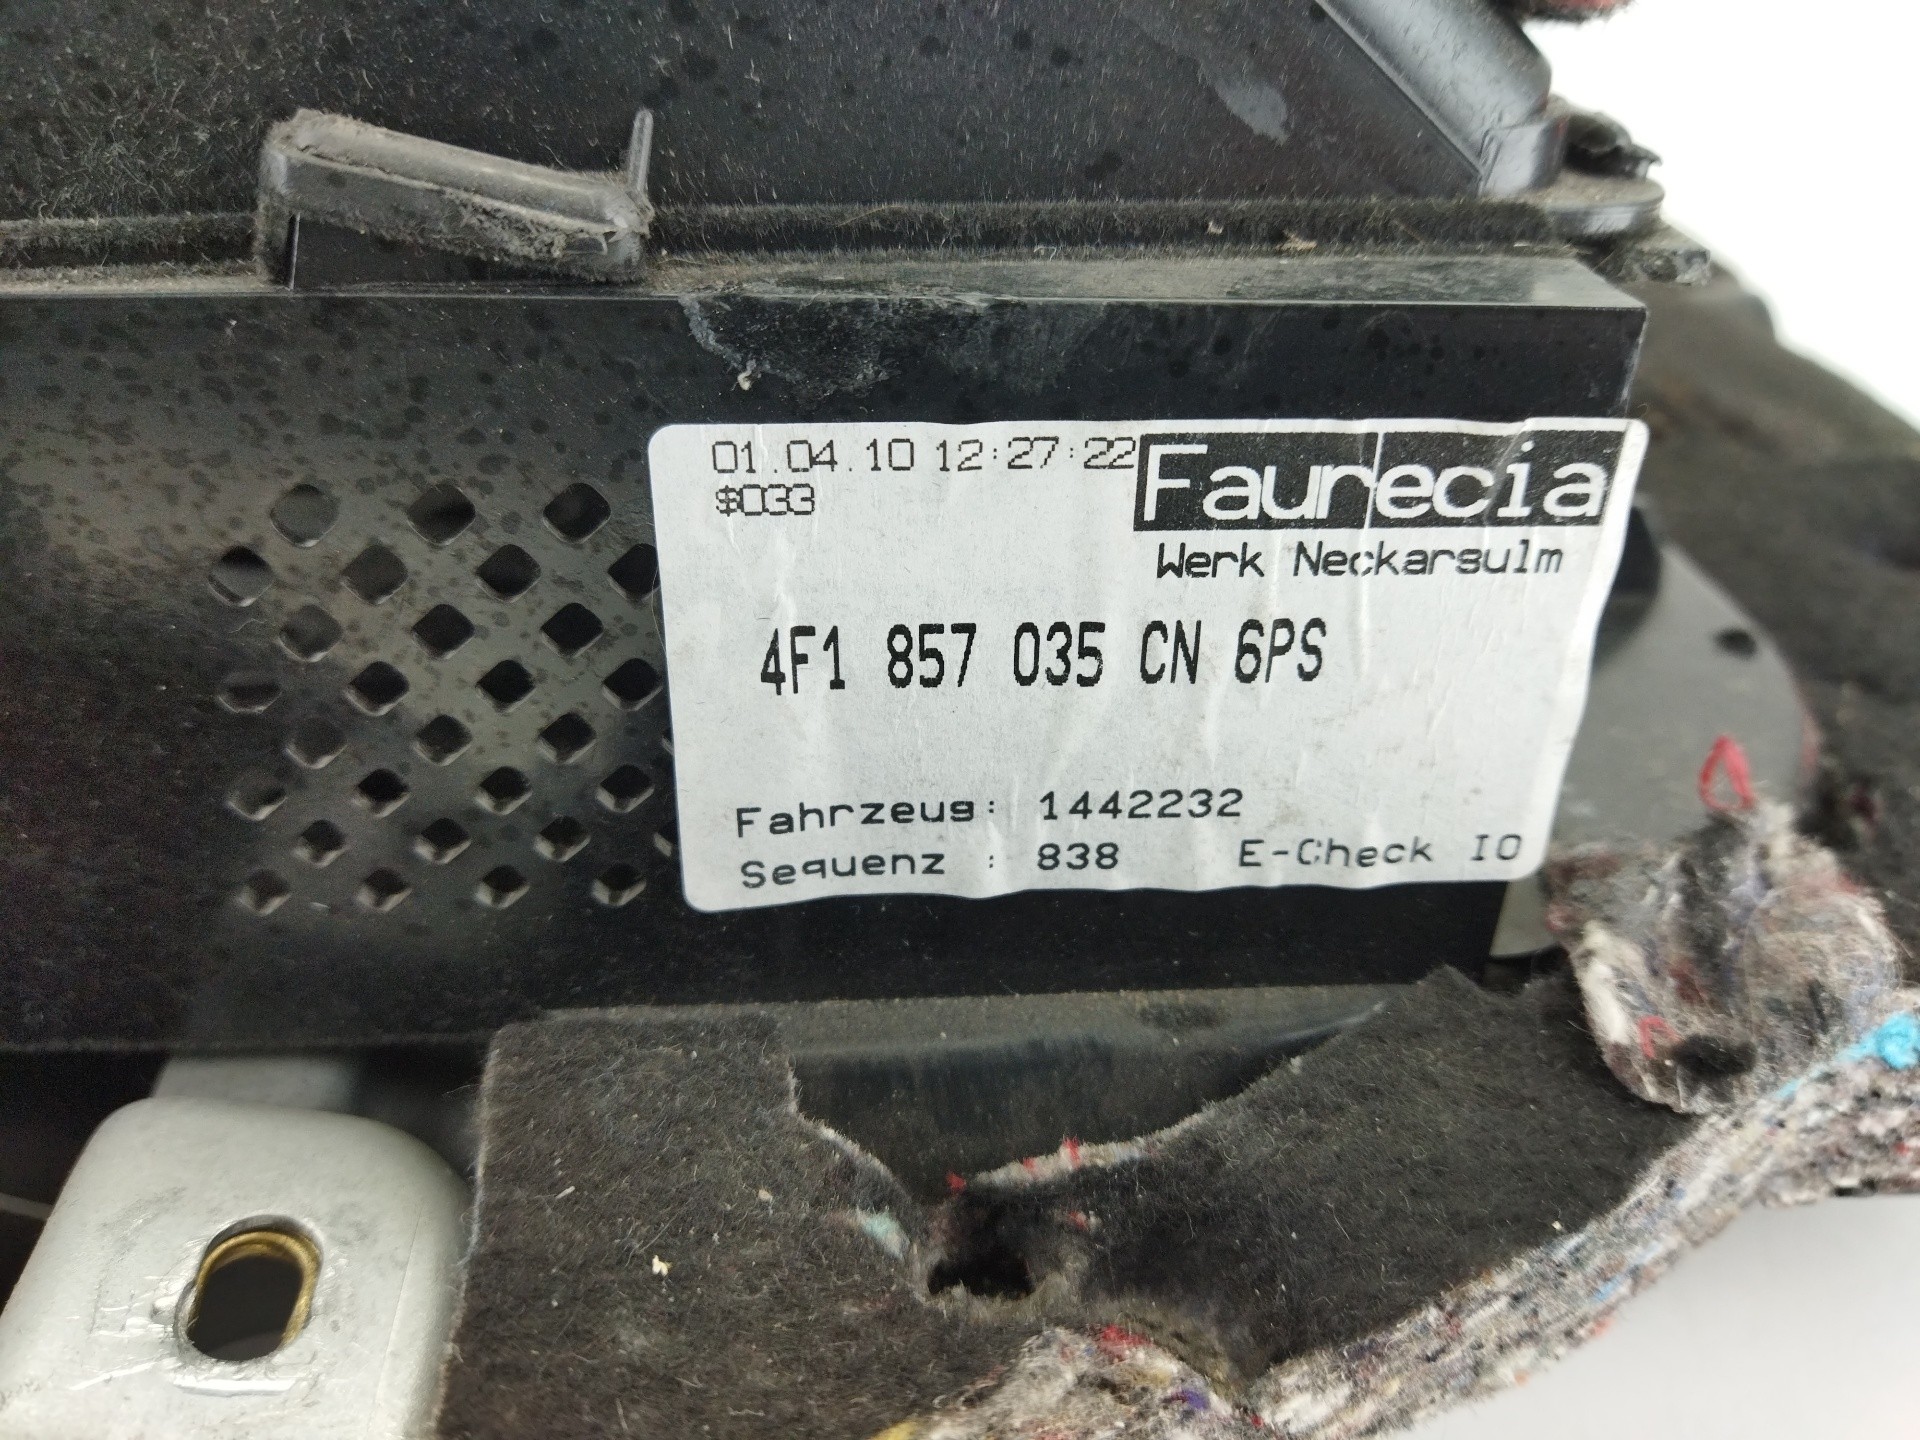 01.04.10 12:27:22
$033
Faurecia
Werk Neckarsulm
4F1 857 035 CN 6PS
Fahrzeug: 1442232
Sequenz : 838 E-Check IO